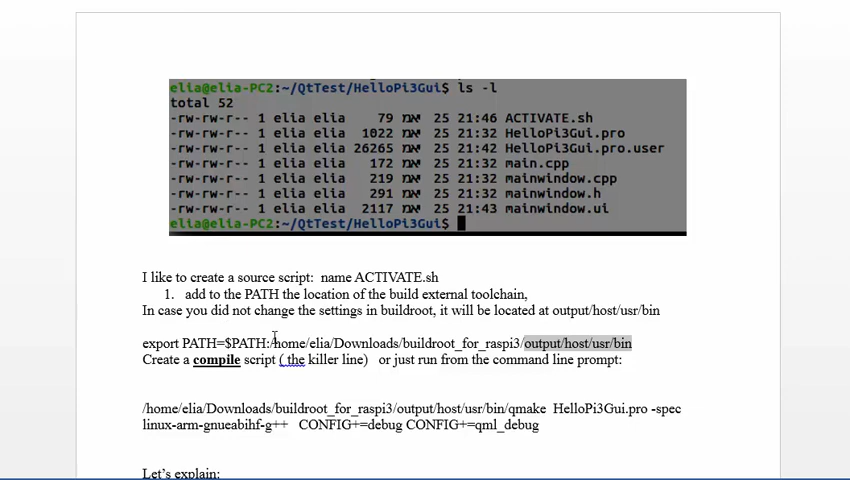 elia@elia-PC2:~/QtTest/HelloPi3Gui$ ls -l
total 52
-rw-rw-r-- 1 elia elia 79 אמ 25 21:46 ACTIVATE.sh
-rw-rw-r-- 1 elia elia 1022 אמ 25 21:32 HelloPi3Gui.pro
-rw-rw-r-- 1 elia elia 26265 אמ 25 21:42 HelloPi3Gui.pro.user
-rw-rw-r-- 1 elia elia 172 אמ 25 21:32 main.cpp
-rw-rw-r-- 1 elia elia 219 אמ 25 21:32 mainwindow.cpp
-rw-rw-r-- 1 elia elia 291 אמ 25 21:32 mainwindow.h
-rw-rw-r-- 1 elia elia 2117 אמ 25 21:43 mainwindow.ui
elia@elia-PC2:~/QtTest/HelloPi3Gui$
I like to create a source script: name ACTIVATE.sh
1. add to the PATH the location of the build external toolchain,
In case you did not change the settings in buildroot, it will be located at output/host/usr/bin
export PATH=$PATH:/home/elia/Downloads/buildroot_for_raspi3/output/host/usr/bin
Create a compile script ( the killer line) or just run from the command line prompt:
/home/elia/Downloads/buildroot_for_raspi3/output/host/usr/bin/qmake HelloPi3Gui.pro -spec
linux-arm-gnueabihf-g++ CONFIG+=debug CONFIG+=qml_debug
Let’s explain: